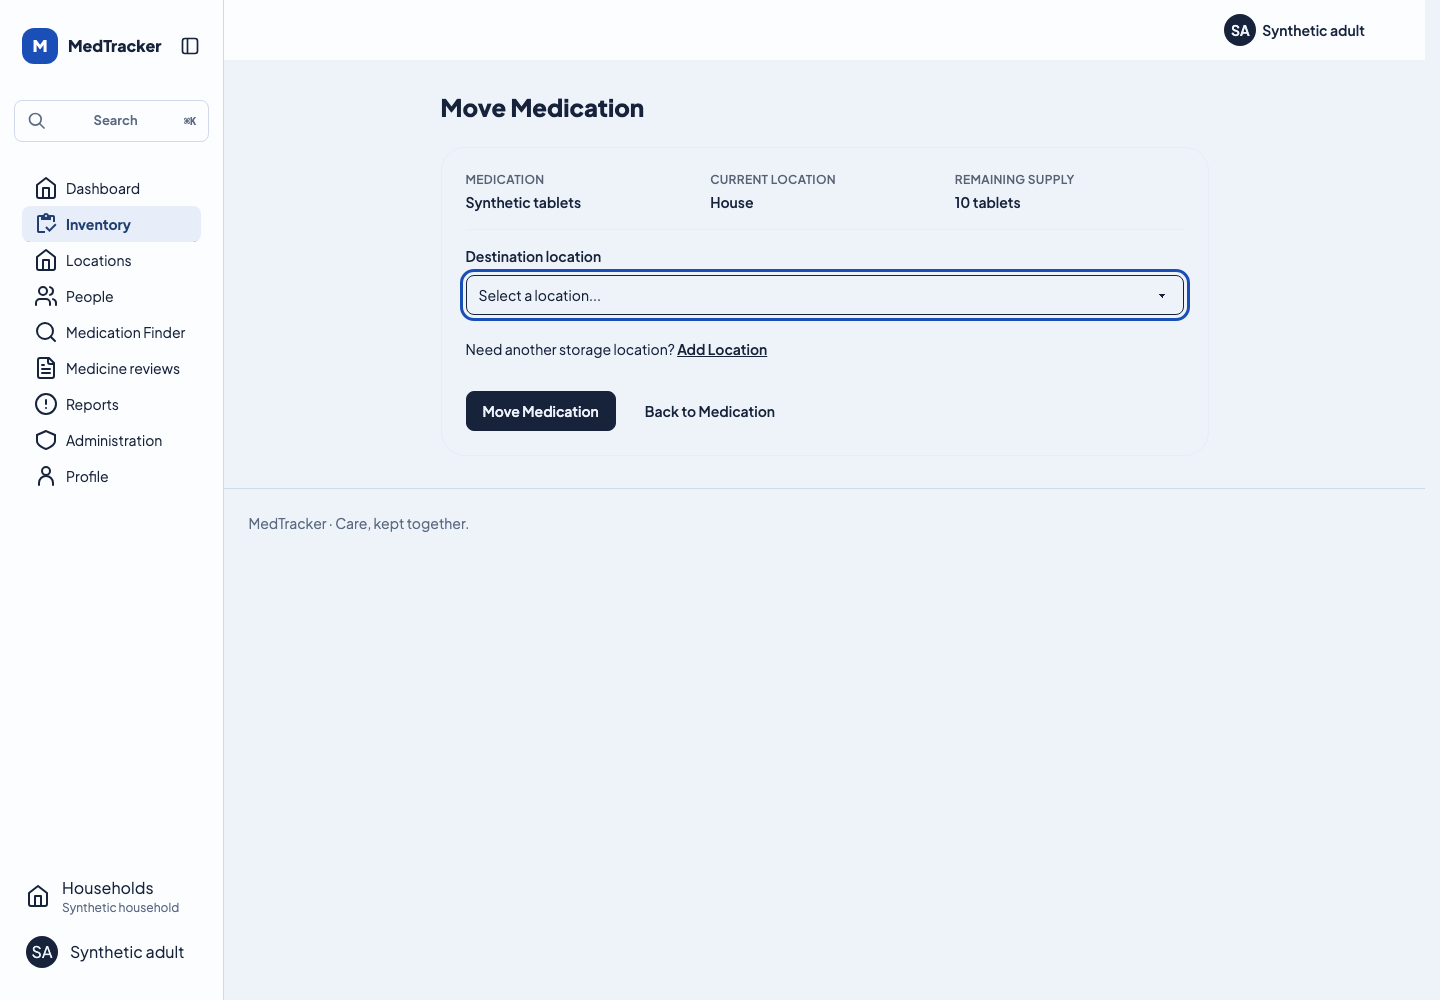 M MedTracker
Search ⌘K
Dashboard
Inventory
Locations
People
Medication Finder
Medicine reviews
Reports
Administration
Profile
Households
Synthetic household
SA Synthetic adult
SA Synthetic adult
Move Medication
MEDICATION CURRENT LOCATION REMAINING SUPPLY
Synthetic tablets House 10 tablets
Destination location
Select a location...
Need another storage location? Add Location
Move Medication Back to Medication
MedTracker · Care, kept together.